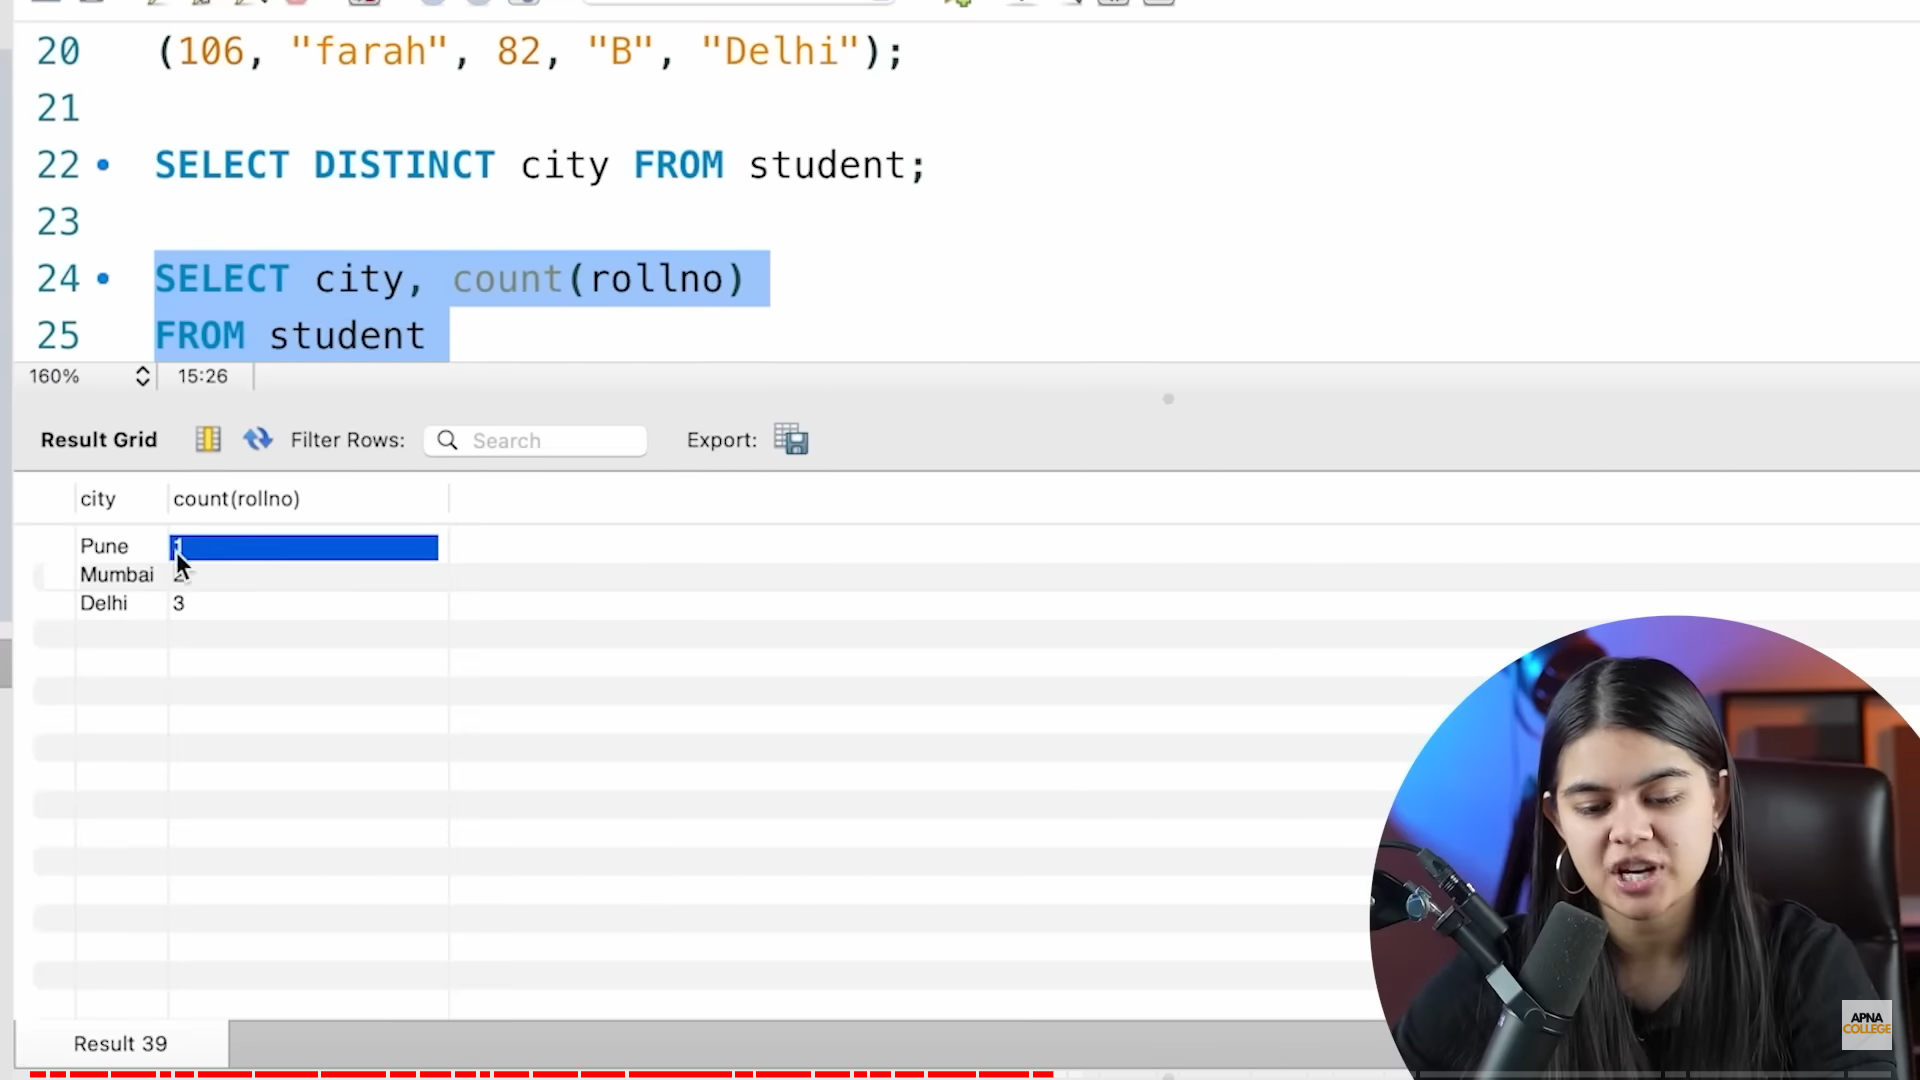 20 (106, "farah", 82, "B", "Delhi");
21
22 SELECT DISTINCT city FROM student;
23
24 SELECT city, count(rollno)
25 FROM student
160% 15:26
Result Grid Filter Rows: Search Export:
city count(rollno)
Pune 1
Mumbai 2
Delhi 3
Result 39
APNA
COLLEGE